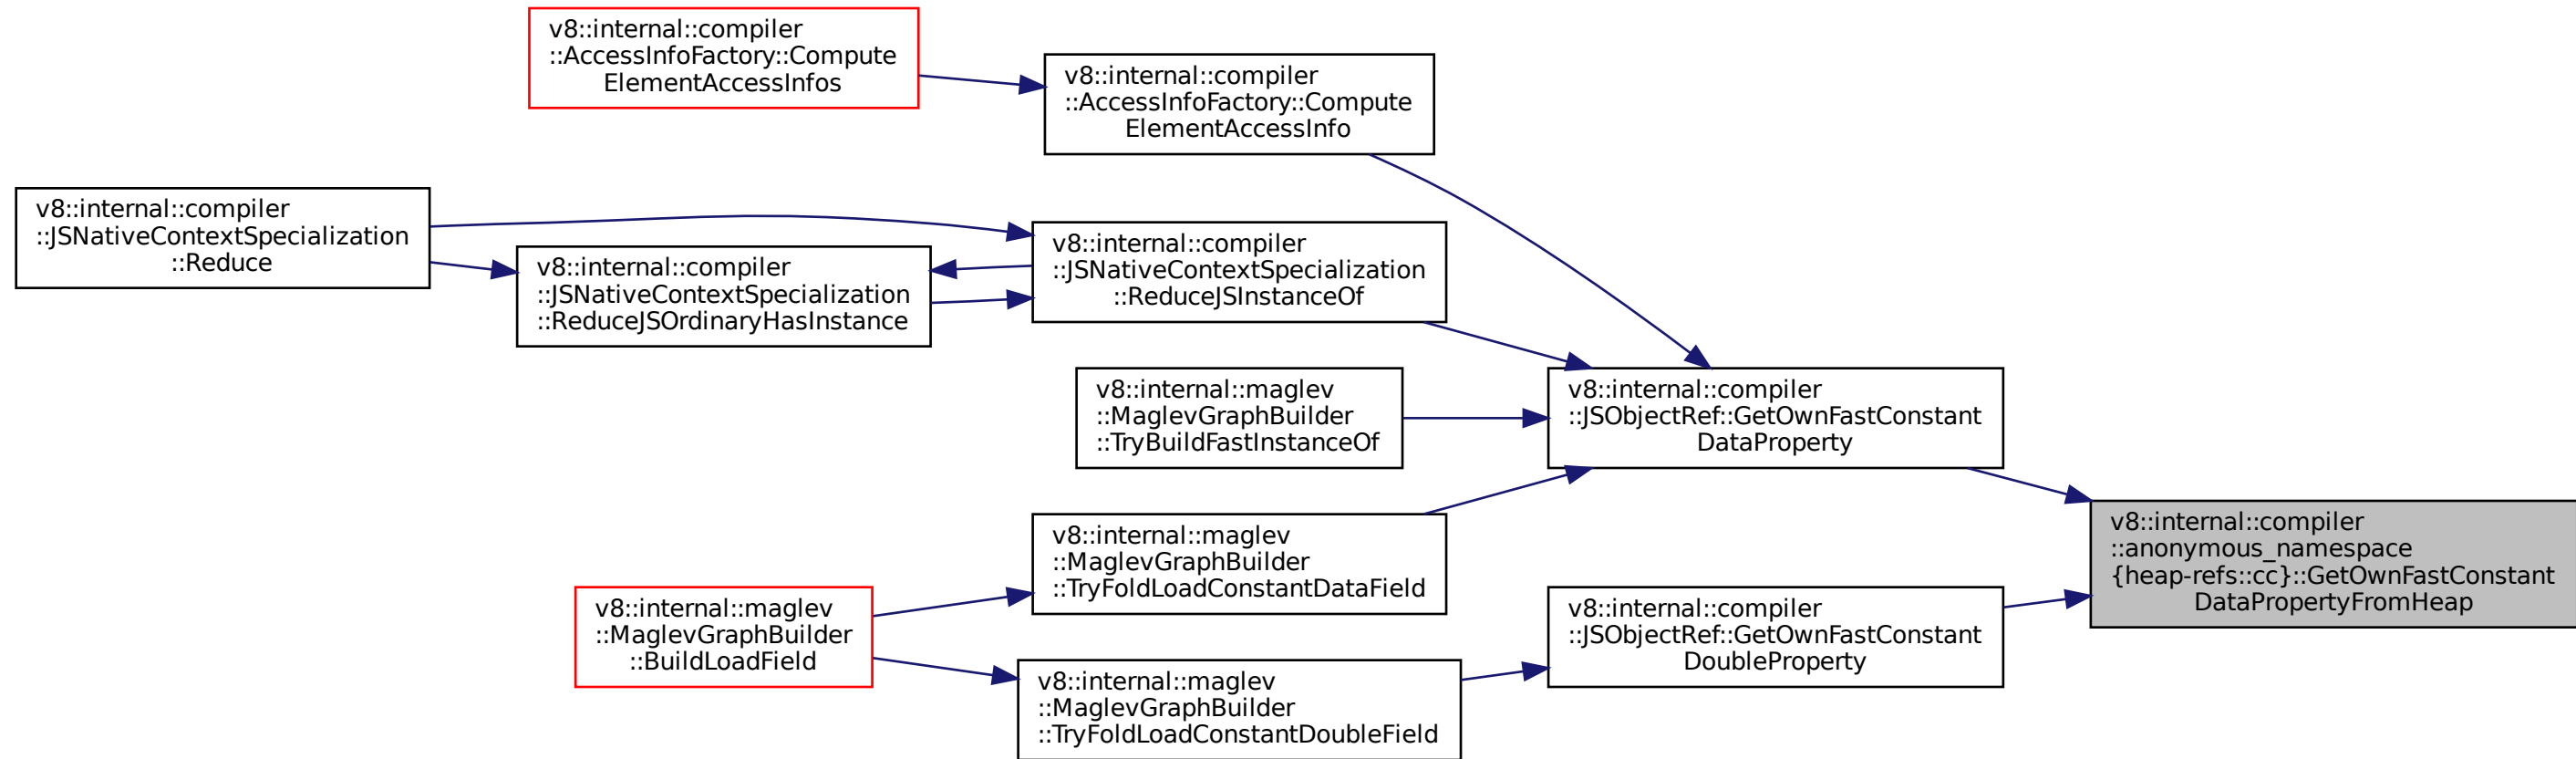 v8::internal::compiler
::AccessInfoFactory::Compute
ElementAccessInfos
v8::internal::compiler
::AccessInfoFactory::Compute
ElementAccessInfo
v8::internal::compiler
::JSNativeContextSpecialization
::Reduce
v8::internal::compiler
::JSNativeContextSpecialization
::ReduceJSOrdinaryHasInstance
v8::internal::compiler
::JSNativeContextSpecialization
::ReduceJSInstanceOf
v8::internal::maglev
::MaglevGraphBuilder
::TryBuildFastInstanceOf
v8::internal::compiler
::JSObjectRef::GetOwnFastConstant
DataProperty
v8::internal::compiler
::anonymous_namespace
{heap-refs::cc}::GetOwnFastConstant
DataPropertyFromHeap
v8::internal::maglev
::MaglevGraphBuilder
::TryFoldLoadConstantDataField
v8::internal::maglev
::MaglevGraphBuilder
::BuildLoadField
v8::internal::compiler
::JSObjectRef::GetOwnFastConstant
DoubleProperty
v8::internal::maglev
::MaglevGraphBuilder
::TryFoldLoadConstantDoubleField